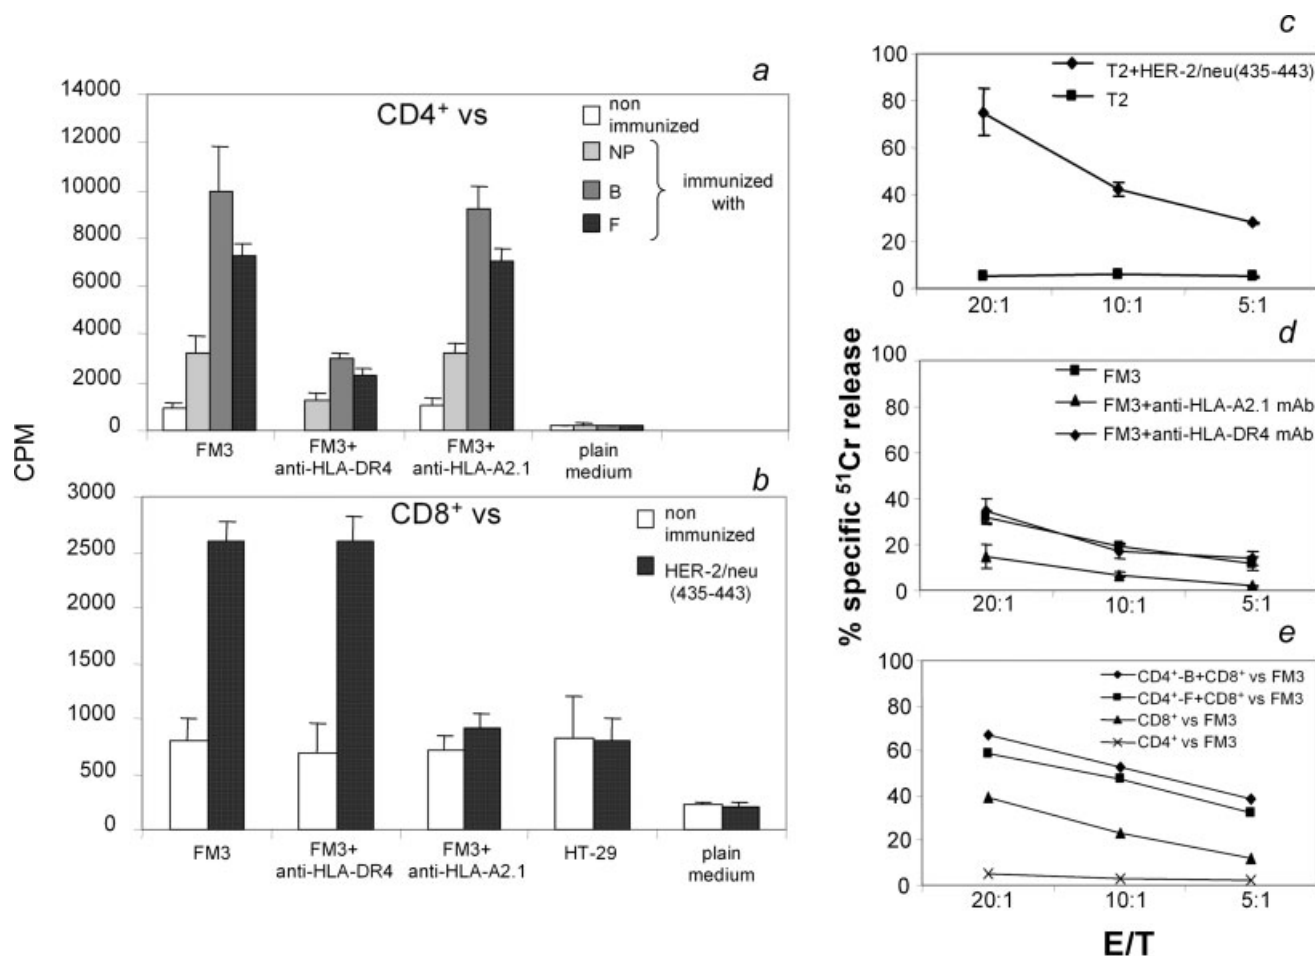 a
14000
12000
10000
8000
6000
4000
2000
0
CD4⁺ vs
non
immunized
NP
B
F
immunized
with
FM3
FM3+
anti-HLA-DR4
FM3+
anti-HLA-A2.1
plain
medium
CPM
b
3000
2500
2000
1500
1000
500
0
CD8⁺ vs
non
immunized
HER-2/neu
(435-443)
FM3
FM3+
anti-HLA-DR4
FM3+
anti-HLA-A2.1
HT-29
plain
medium
c
100
80
60
40
20
0
T2+HER-2/neu(435-443)
T2
20:1
10:1
5:1
% specific ⁵¹Cr release
d
100
80
60
40
20
0
FM3
FM3+anti-HLA-A2.1 mAb
FM3+anti-HLA-DR4 mAb
20:1
10:1
5:1
e
100
80
60
40
20
0
CD4⁺-B+CD8⁺ vs FM3
CD4⁺-F+CD8⁺ vs FM3
CD8⁺ vs FM3
CD4⁺ vs FM3
20:1
10:1
5:1
E/T